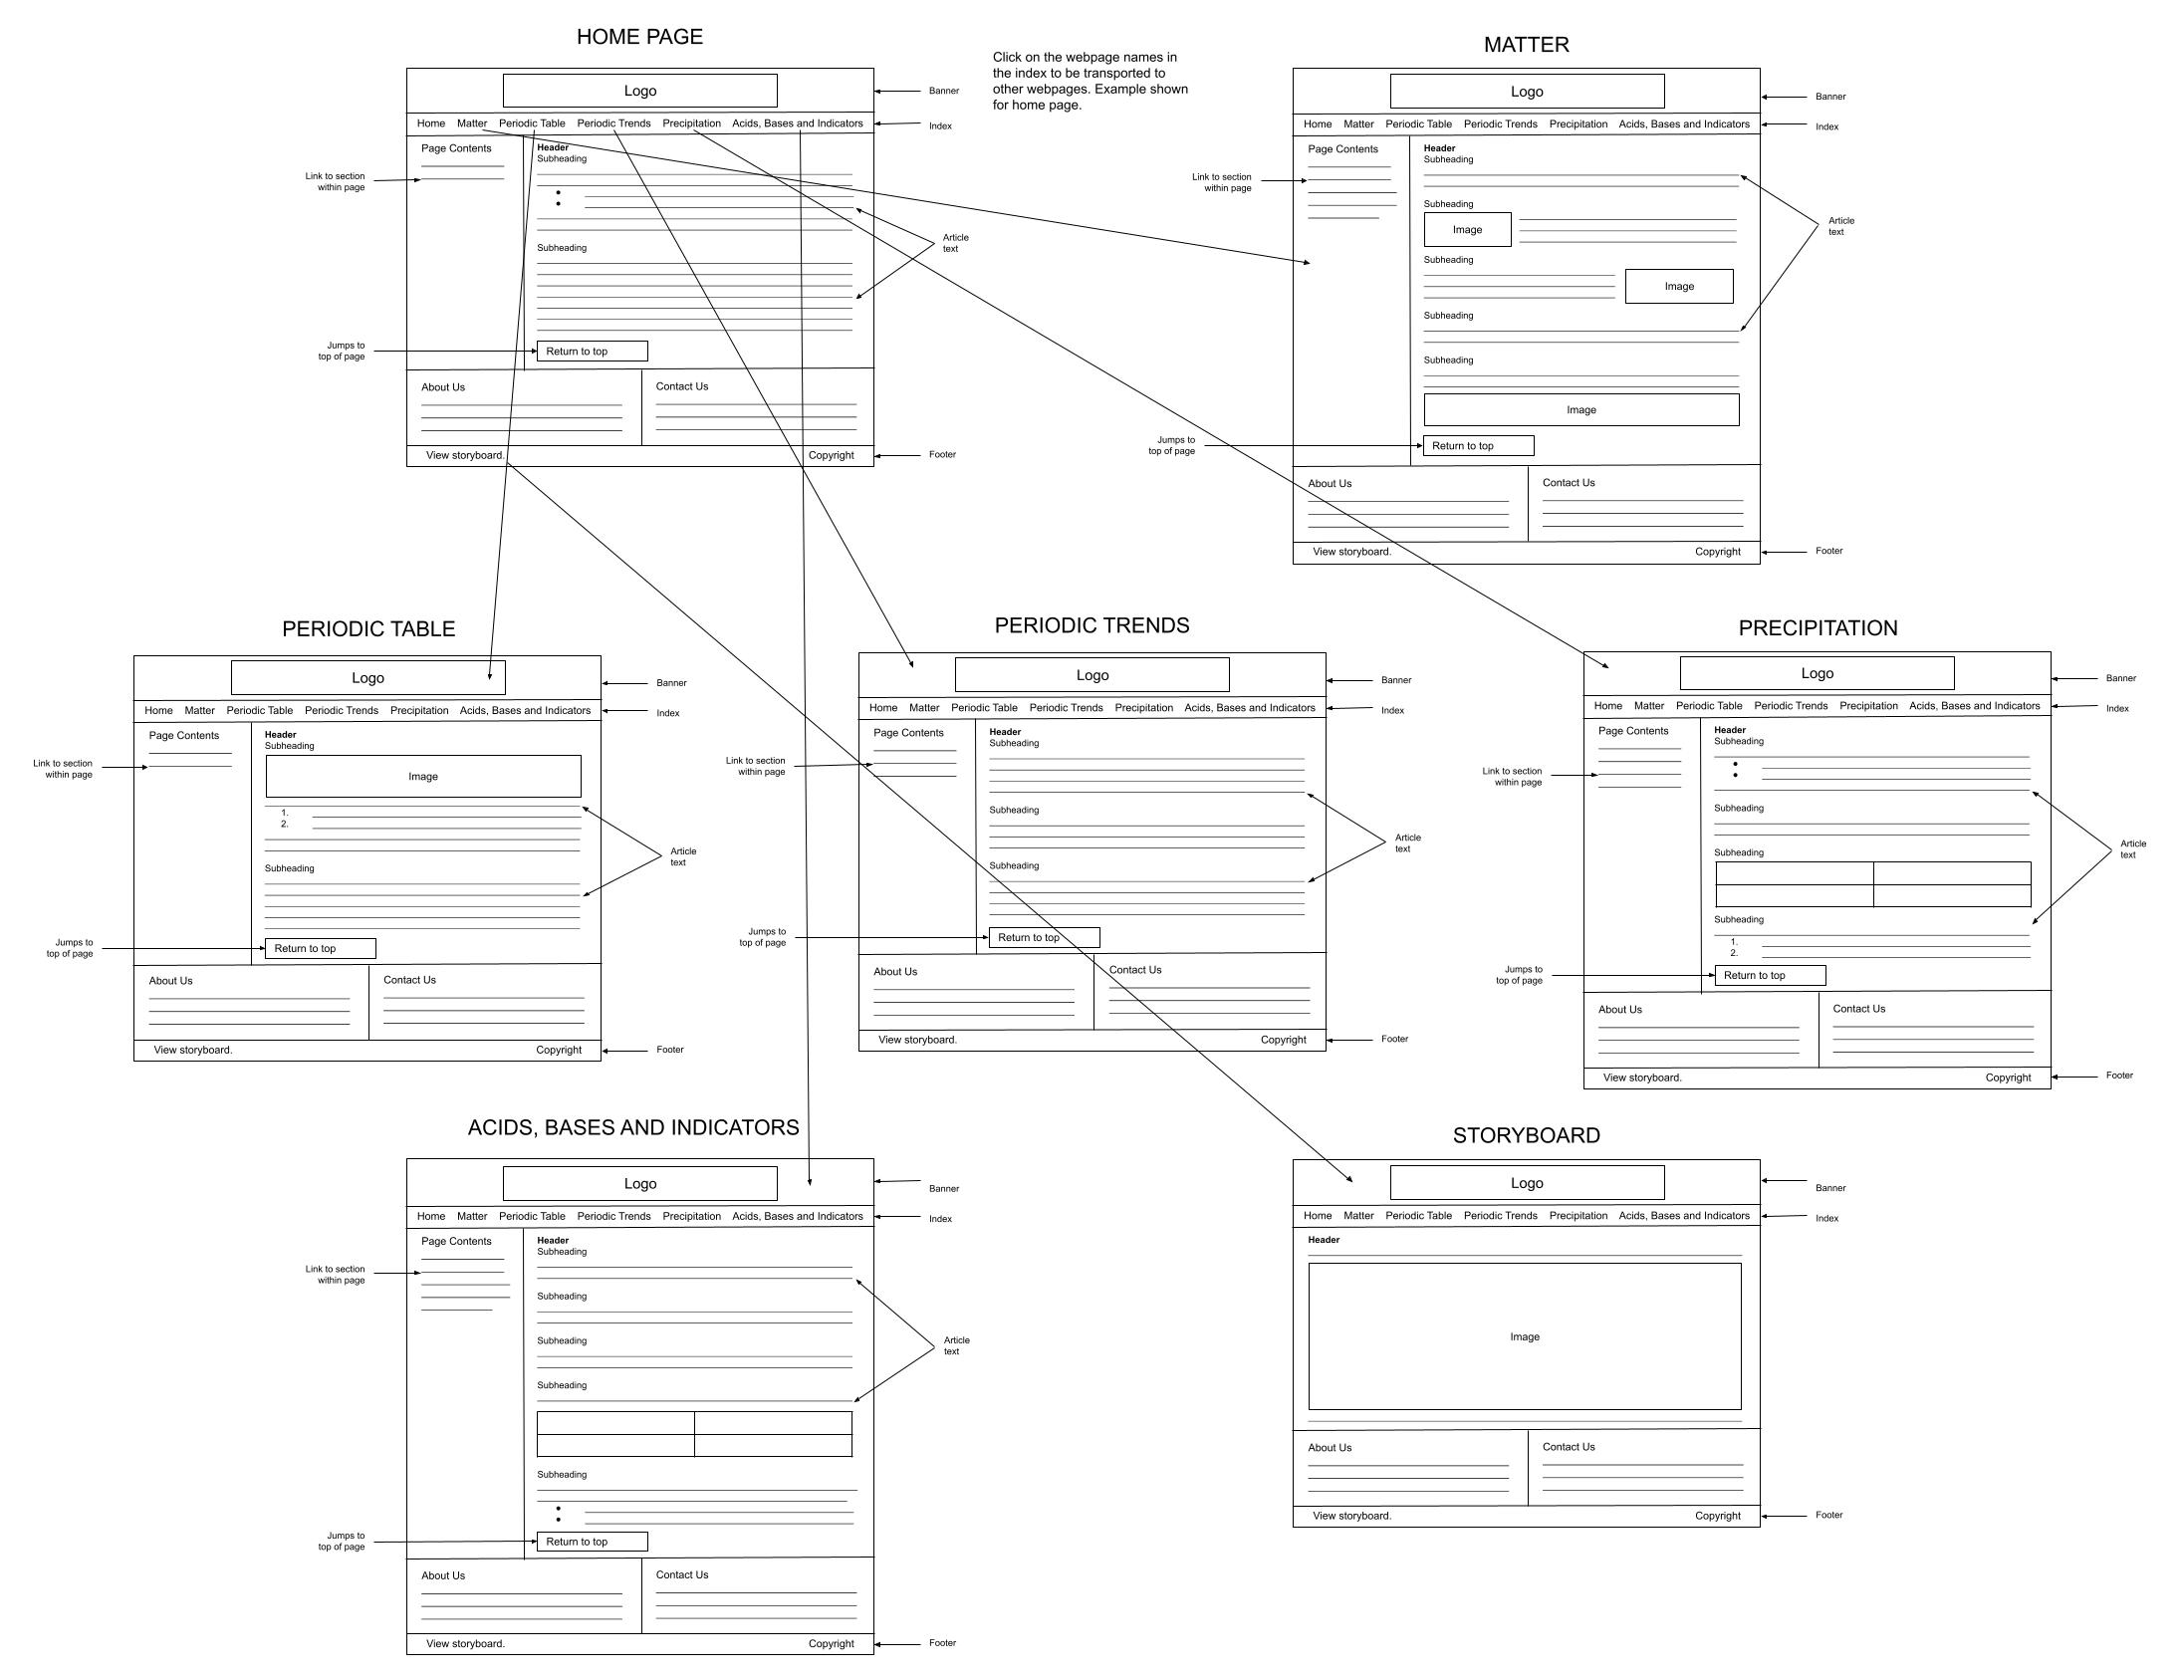 HOME PAGE
Click on the webpage names in
the index to be transported to
other webpages. Example shown
for home page.
Logo
Banner
Home Matter Periodic Table Periodic Trends Precipitation Acids, Bases and Indicators
Index
Page Contents
Header
Subheading
Link to section
within page
Subheading
Article
text
Jumps to
top of page
Return to top
About Us
Contact Us
View storyboard.
Copyright
Footer
MATTER
Logo
Banner
Home Matter Periodic Table Periodic Trends Precipitation Acids, Bases and Indicators
Index
Page Contents
Header
Subheading
Link to section
within page
Subheading
Image
Article
text
Subheading
Image
Subheading
Subheading
Image
Jumps to
top of page
Return to top
About Us
Contact Us
View storyboard.
Copyright
Footer
PERIODIC TABLE
Logo
Banner
Home Matter Periodic Table Periodic Trends Precipitation Acids, Bases and Indicators
Index
Page Contents
Header
Subheading
Link to section
within page
Image
1.
2.
Article
text
Subheading
Jumps to
top of page
Return to top
About Us
Contact Us
View storyboard.
Copyright
Footer
PERIODIC TRENDS
Logo
Banner
Home Matter Periodic Table Periodic Trends Precipitation Acids, Bases and Indicators
Index
Page Contents
Header
Subheading
Link to section
within page
Subheading
Article
text
Subheading
Jumps to
top of page
Return to top
About Us
Contact Us
View storyboard.
Copyright
Footer
PRECIPITATION
Logo
Banner
Home Matter Periodic Table Periodic Trends Precipitation Acids, Bases and Indicators
Index
Page Contents
Header
Subheading
Link to section
within page
Subheading
Article
text
Subheading
Subheading
1.
2.
Jumps to
top of page
Return to top
About Us
Contact Us
View storyboard.
Copyright
Footer
ACIDS, BASES AND INDICATORS
Logo
Banner
Home Matter Periodic Table Periodic Trends Precipitation Acids, Bases and Indicators
Index
Page Contents
Header
Subheading
Link to section
within page
Subheading
Subheading
Article
text
Subheading
Subheading
Jumps to
top of page
Return to top
About Us
Contact Us
View storyboard.
Copyright
Footer
STORYBOARD
Logo
Banner
Home Matter Periodic Table Periodic Trends Precipitation Acids, Bases and Indicators
Index
Header
Image
About Us
Contact Us
View storyboard.
Copyright
Footer